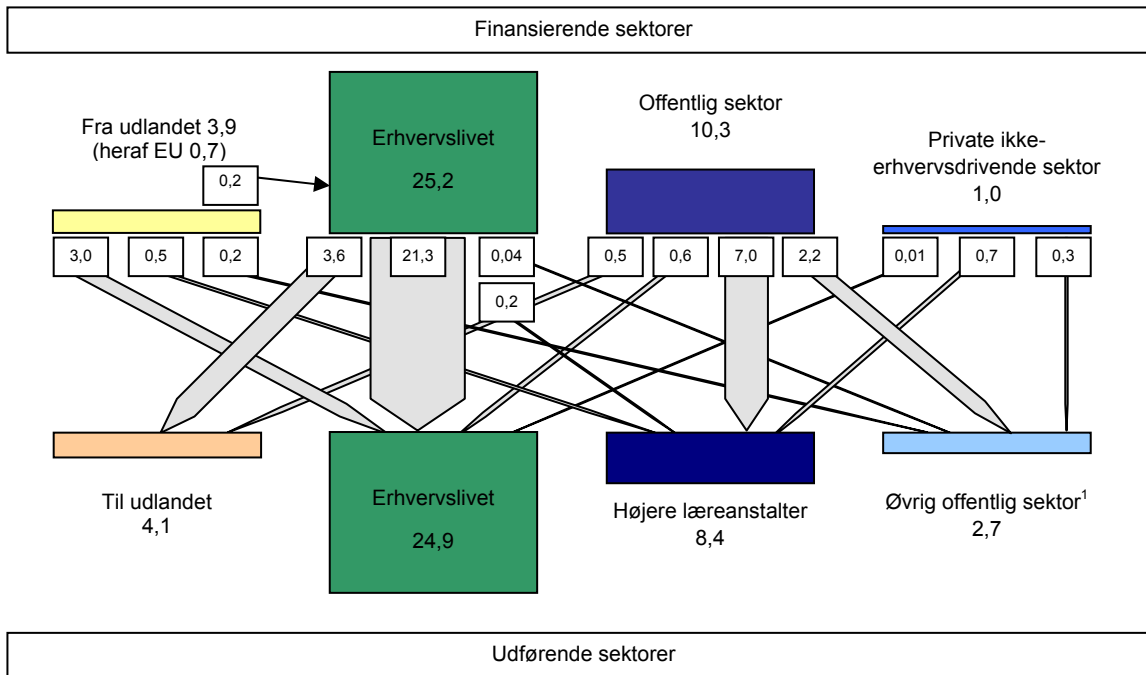 Finansierende sektorer
Fra udlandet 3,9
(heraf EU 0,7)
0,2
Erhvervslivet
25,2
Offentlig sektor
10,3
Private ikke-
erhvervsdrivende sektor
1,0
3,0
0,5
0,2
3,6
21,3
0,04
0,2
0,5
0,6
7,0
2,2
0,01
0,7
0,3
Til udlandet
4,1
Erhvervslivet
24,9
Højere læreanstalter
8,4
Øvrig offentlig sektor¹
2,7
Udførende sektorer